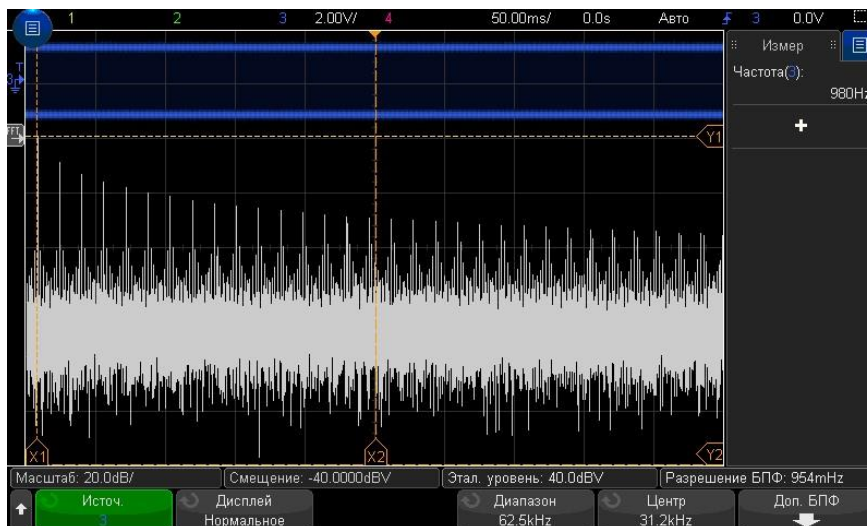 1 2 3 2.00V/ 4 50.00ms/ 0.0s Авто 3 0.0V
Измер
Частота(3):
980Hz
+
T
3
FFT
Y1
X1 X2 Y2
Масштаб: 20.0dB/ Смещение: -40.0000dBV Этал. уровень: 40.0dBV Разрешение БПФ: 954mHz
Источ. Дисплей Диапазон Центр Доп. БПФ
3 Нормальное 62.5kHz 31.2kHz